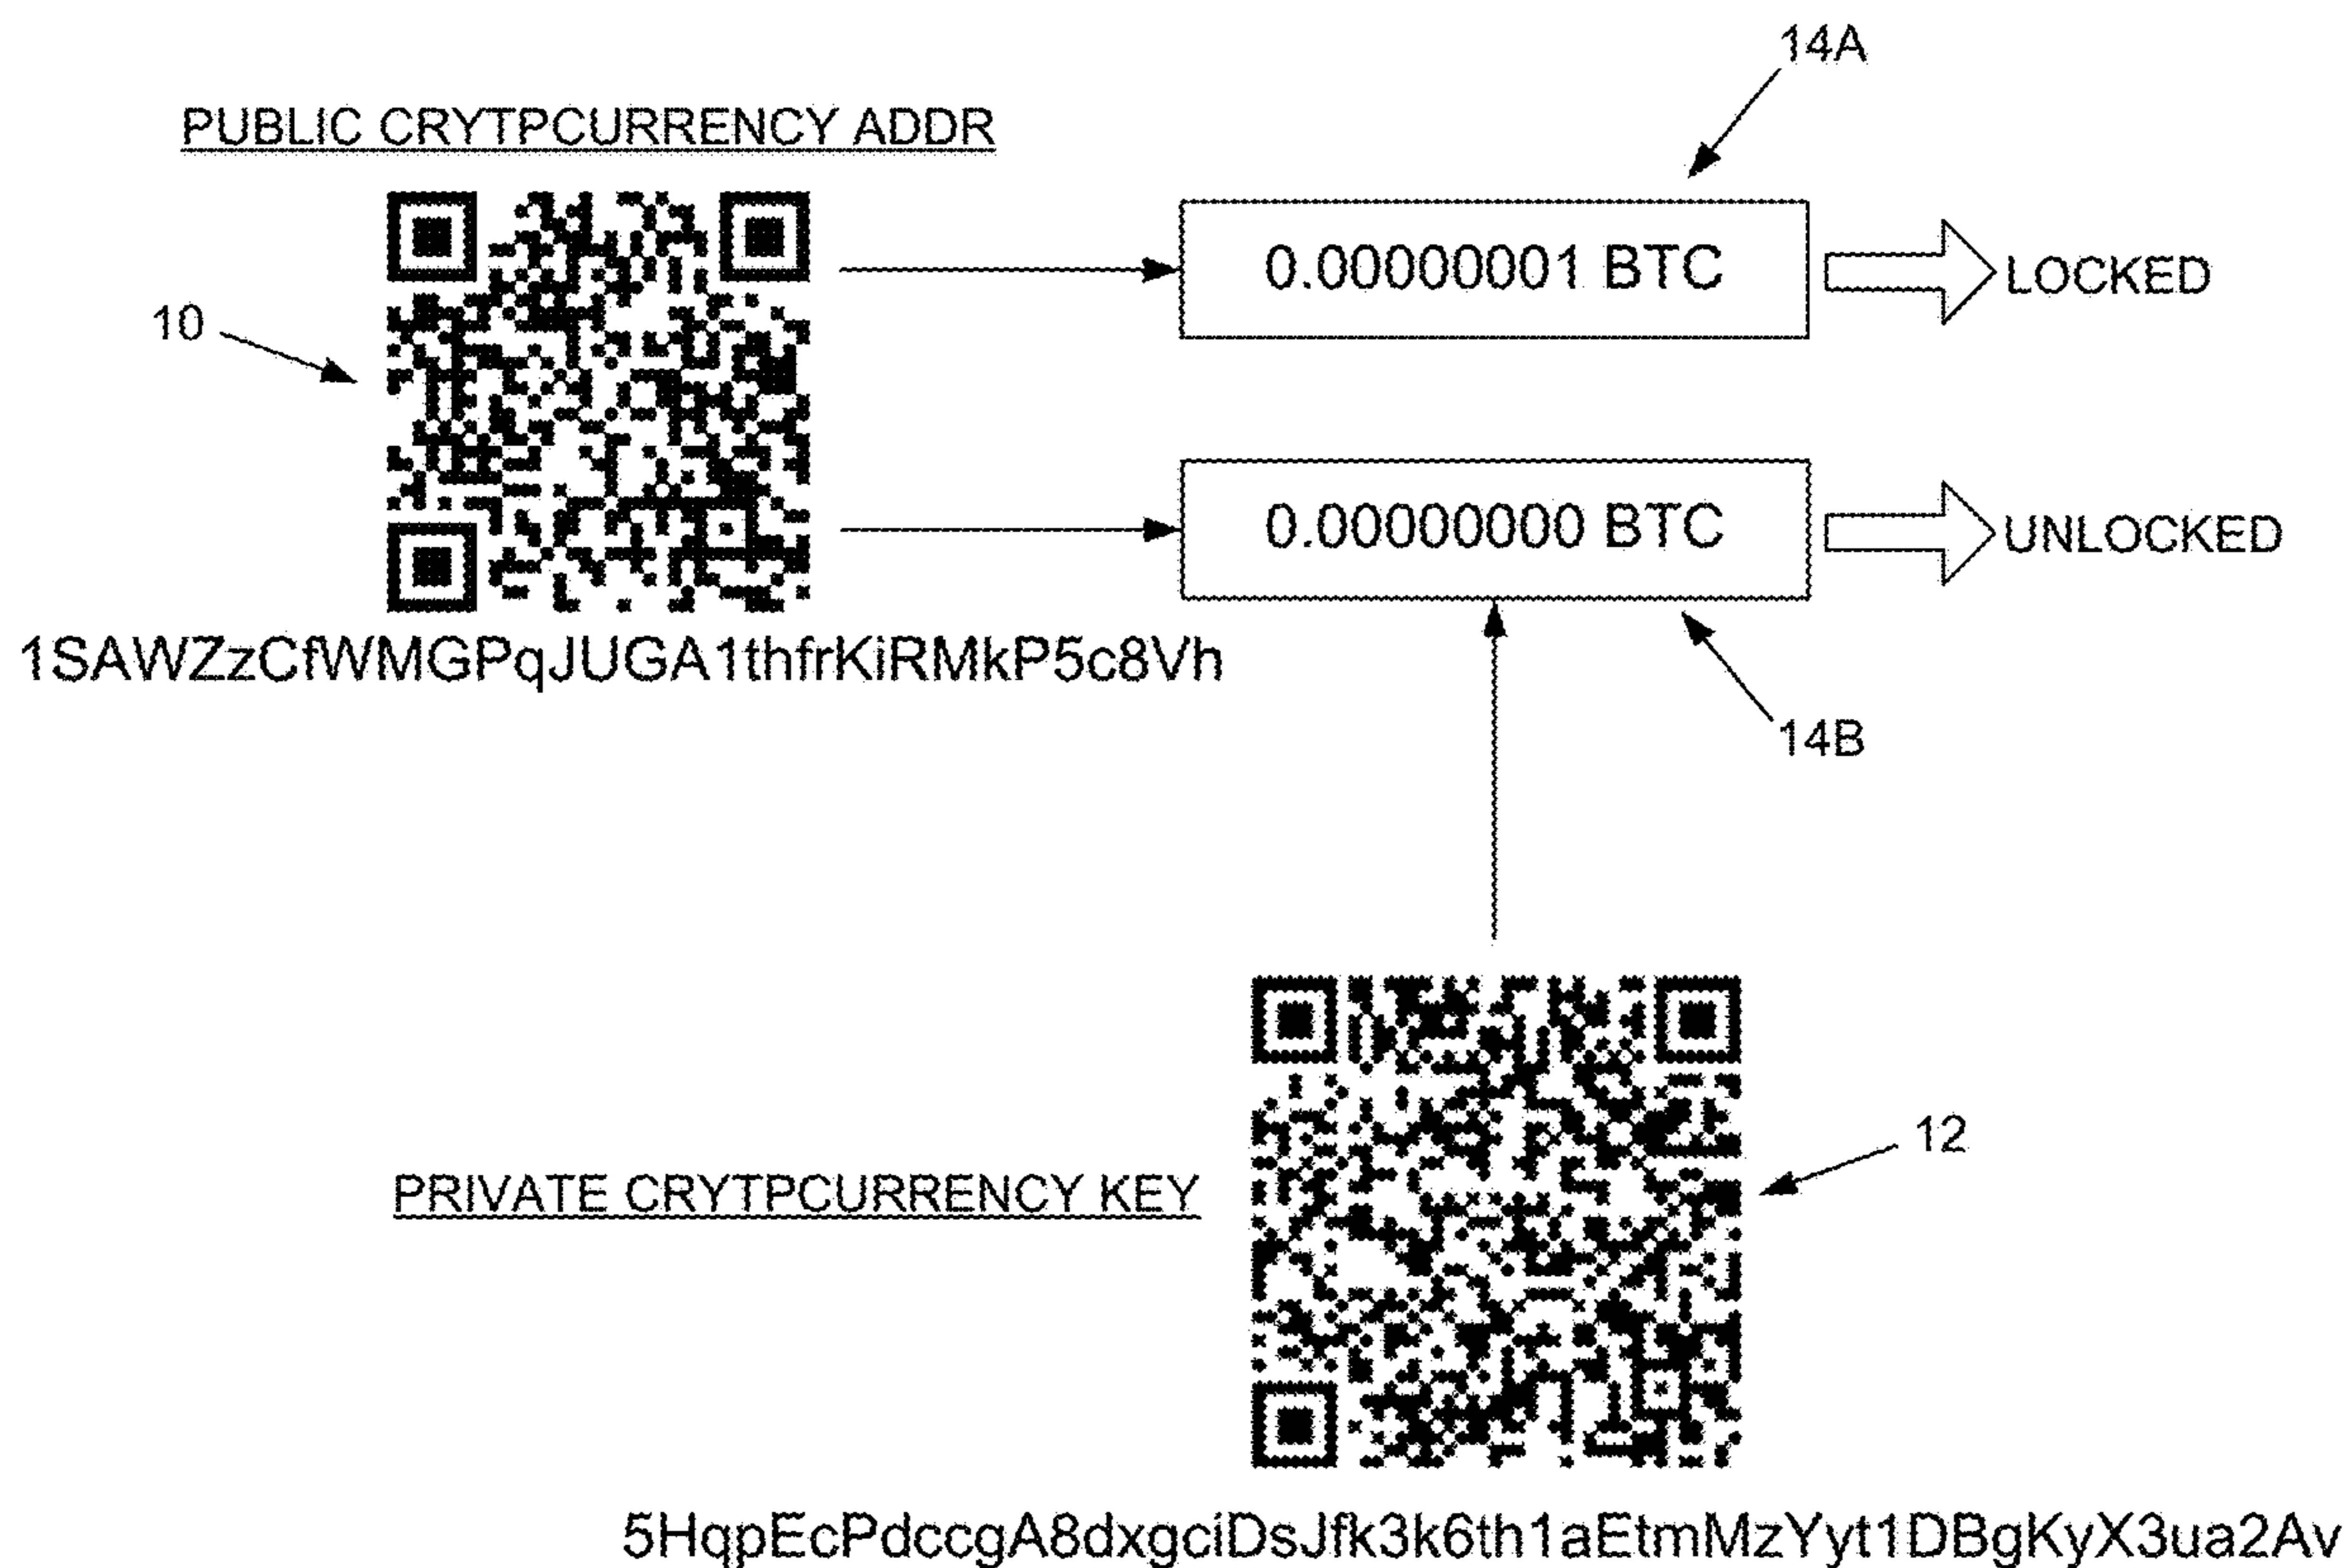 14A
PUBLIC CRYTPCURRENCY ADDR
0.00000001 BTC
LOCKED
10
0.00000000 BTC
UNLOCKED
1SAWZzCfWMGPqJUGA1thfrKiRMkP5c8Vh
14B
12
PRIVATE CRYTPCURRENCY KEY
5HqpEcPdccgA8dxgciDsJfk3k6th1aEtmMzYyt1DBgKyX3ua2Av